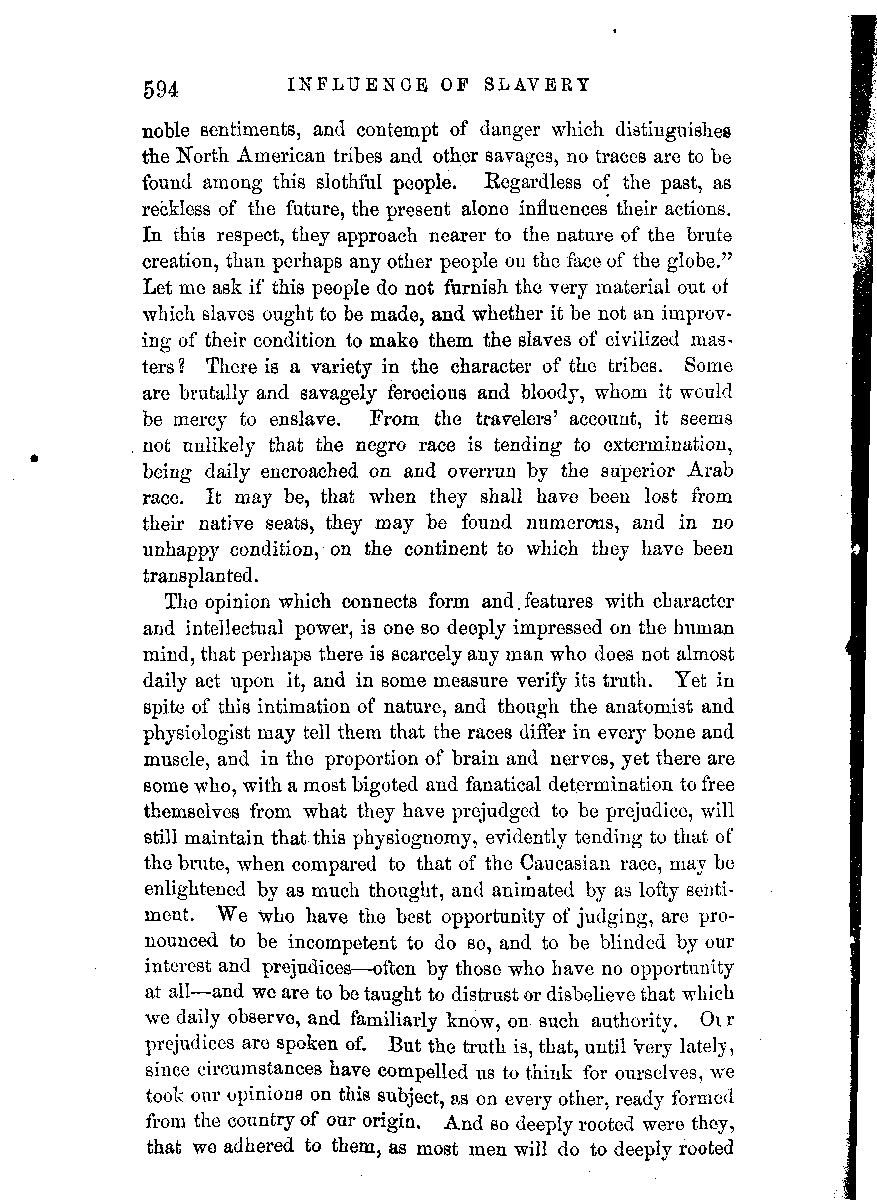 594 INFLUENCE OF SLAVERY
noble sentiments, and contempt of danger which distinguishes
the North American tribes and other savages, no traces are to be
found among this slothful people. Regardless of the past, as
reckless of the future, the present alone influences their actions.
In this respect, they approach nearer to the nature of the brute
creation, than perhaps any other people on the face of the globe.”
Let me ask if this people do not furnish the very material out of
which slaves ought to be made, and whether it be not an improv-
ing of their condition to make them the slaves of civilized mas-
ters? There is a variety in the character of the tribes. Some
are brutally and savagely ferocious and bloody, whom it would
be mercy to enslave. From the travelers’ account, it seems
not unlikely that the negro race is tending to extermination,
being daily encroached on and overrun by the superior Arab
race. It may be, that when they shall have been lost from
their native seats, they may be found numerous, and in no
unhappy condition, on the continent to which they have been
transplanted.
The opinion which connects form and features with character
and intellectual power, is one so deeply impressed on the human
mind, that perhaps there is scarcely any man who does not almost
daily act upon it, and in some measure verify its truth. Yet in
spite of this intimation of nature, and though the anatomist and
physiologist may tell them that the races differ in every bone and
muscle, and in the proportion of brain and nerves, yet there are
some who, with a most bigoted and fanatical determination to free
themselves from what they have prejudged to be prejudice, will
still maintain that this physiognomy, evidently tending to that of
the brute, when compared to that of the Caucasian race, may be
enlightened by as much thought, and animated by as lofty senti-
ment. We who have the best opportunity of judging, are pro-
nounced to be incompetent to do so, and to be blinded by our
interest and prejudices—often by those who have no opportunity
at all—and we are to be taught to distrust or disbelieve that which
we daily observe, and familiarly know, on such authority. Our
prejudices are spoken of. But the truth is, that, until very lately,
since circumstances have compelled us to think for ourselves, we
took our opinions on this subject, as on every other, ready formed
from the country of our origin. And so deeply rooted were they,
that we adhered to them, as most men will do to deeply rooted